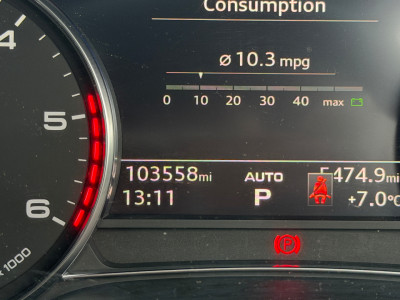 Consumption
ø 10.3 mpg
0 10 20 30 40 max
4
5
6
x 1000
103558mi AUTO 474.9mi
13:11 P +7.0°C
(P)